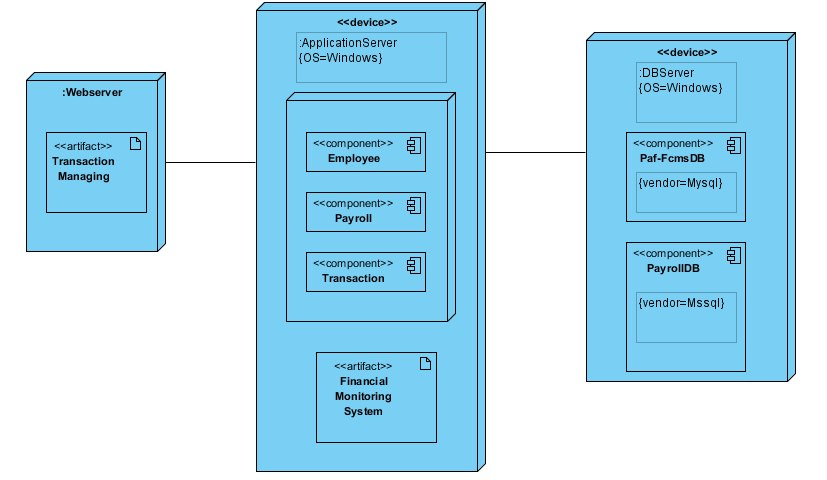 :Webserver
<<artifact>>
Transaction
Managing
<<device>>
:ApplicationServer
{OS=Windows}
<<component>>
Employee
<<component>>
Payroll
<<component>>
Transaction
<<artifact>>
Financial
Monitoring
System
<<device>>
:DBServer
{OS=Windows}
<<component>>
Paf-FcmsDB
{vendor=Mysql}
<<component>>
PayrollDB
{vendor=Mssql}